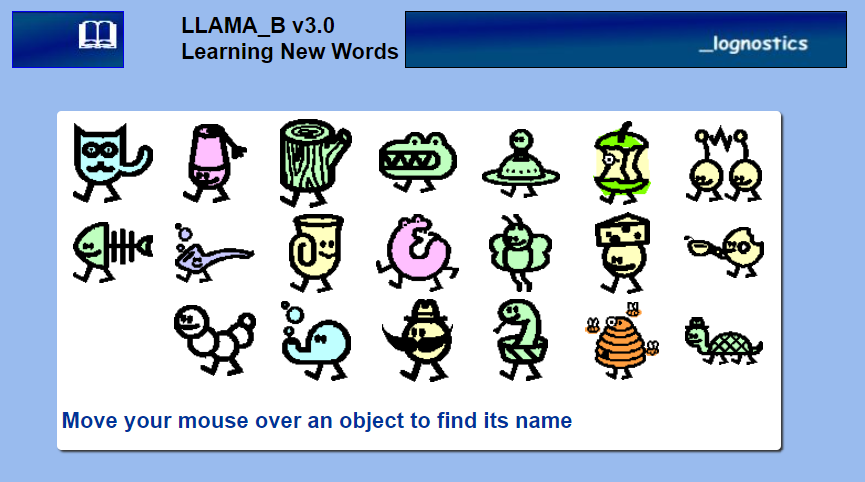 LLAMA_B v3.0
Learning New Words
_lognostics
Move your mouse over an object to find its name